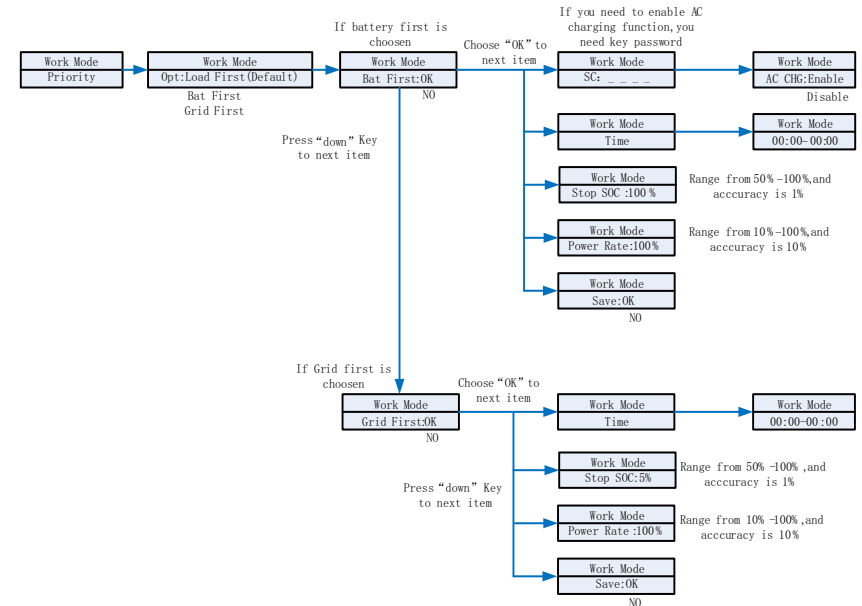 If you need to enable AC
charging function,you
need key password
If battery first is
choosen
Choose “OK” to
next item
Work Mode
Priority
Work Mode
Opt:Load First(Default)
Bat First
Grid First
Work Mode
Bat First:OK
NO
Work Mode
SC: _ _ _ _
Work Mode
AC CHG:Enable
Disable
Press “down” Key
to next item
Work Mode
Time
Work Mode
00:00-00:00
Work Mode
Stop SOC :100%
Range from 50%-100%,and
acccuracy is 1%
Work Mode
Power Rate:100%
Range from 10%-100%,and
acccuracy is 10%
Work Mode
Save:OK
NO
If Grid first is
choosen
Choose “OK” to
next item
Work Mode
Grid First:OK
NO
Work Mode
Time
Work Mode
00:00-00:00
Press “down” Key
to next item
Work Mode
Stop SOC:5%
Range from 50% -100% ,and
acccuracy is 1%
Work Mode
Power Rate :100%
Range from 10% -100% ,and
acccuracy is 10%
Work Mode
Save:OK
NO